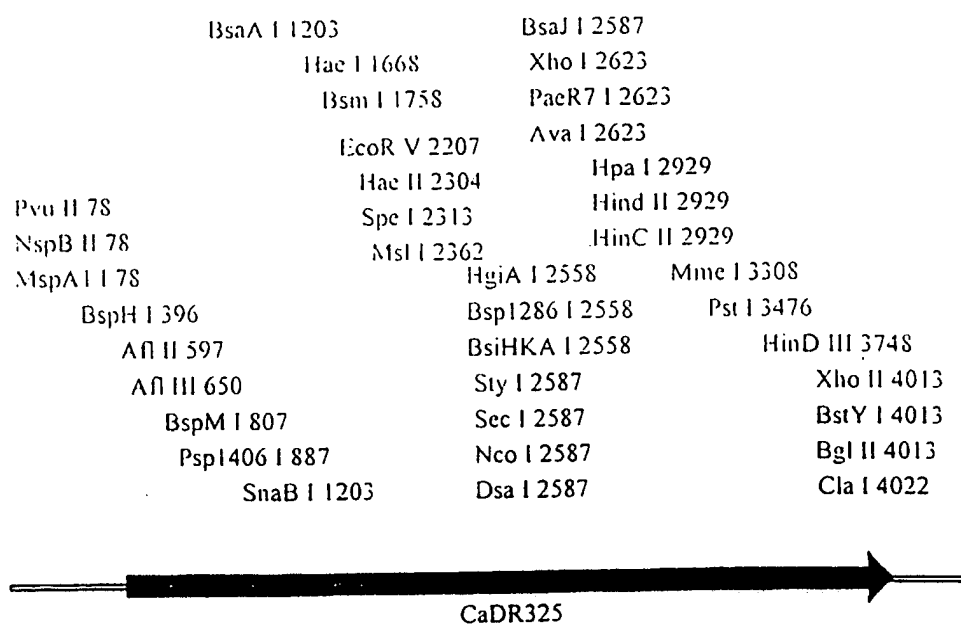 BsaA I 1203
Hae I 1668
Bsm I 1758
EcoR V 2207
Hae II 2304
Spe I 2313
Msl I 2362
Pvu II 78
NspB II 78
MspA1 I 78
BspH I 396
Afl II 597
Afl III 650
BspM I 807
Psp1406 I 887
SnaB I 1203
BsaJ I 2587
Xho I 2623
PaeR7 I 2623
Ava I 2623
Hpa I 2929
Hind II 2929
HinC II 2929
HgiA I 2558
Bsp1286 I 2558
BsiHKA I 2558
Sty I 2587
Sec I 2587
Nco I 2587
Dsa I 2587
Mme I 3308
Pst I 3476
HinD III 3748
Xho II 4013
BstY I 4013
Bgl II 4013
Cla I 4022
CaDR325